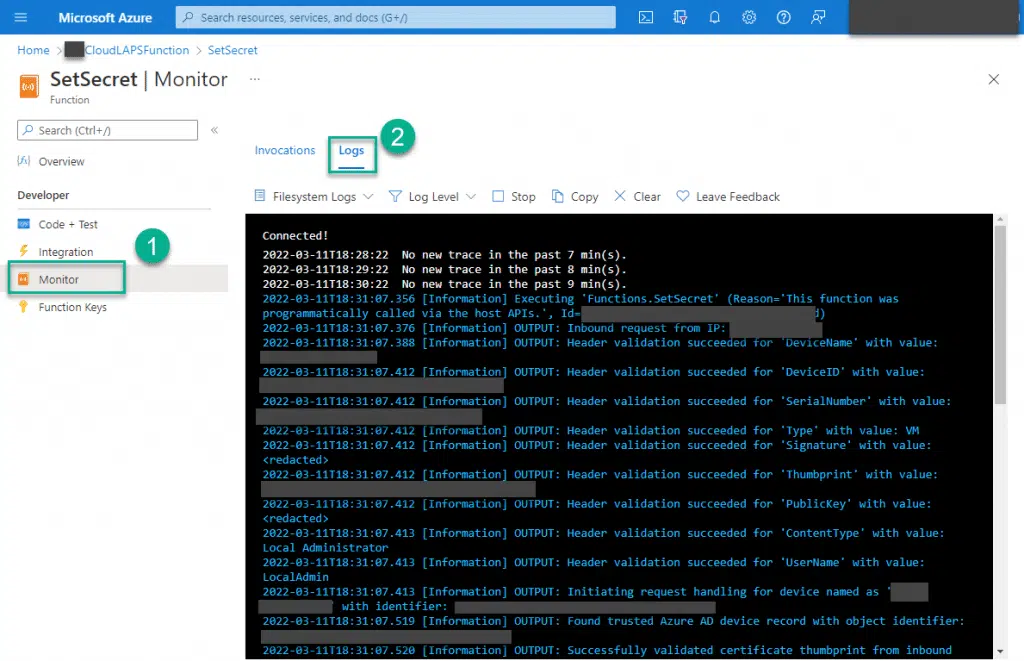 Microsoft Azure
Search resources, services, and docs (G+/)
Home > CloudLAPSFunction > SetSecret
SetSecret | Monitor ...
Function
Search (Ctrl+/)
«
Overview
Developer
Code + Test
Integration
1
Monitor
Function Keys
Invocations
Logs
2
Filesystem Logs
Log Level
Stop
Copy
Clear
Leave Feedback
Connected!
2022-03-11T18:28:22 No new trace in the past 7 min(s).
2022-03-11T18:29:22 No new trace in the past 8 min(s).
2022-03-11T18:30:22 No new trace in the past 9 min(s).
2022-03-11T18:31:07.356 [Information] Executing 'Functions.SetSecret' (Reason='This function was
programmatically called via the host APIs.', Id= d)
2022-03-11T18:31:07.376 [Information] OUTPUT: Inbound request from IP:
2022-03-11T18:31:07.388 [Information] OUTPUT: Header validation succeeded for 'DeviceName' with value:
2022-03-11T18:31:07.412 [Information] OUTPUT: Header validation succeeded for 'DeviceID' with value:
2022-03-11T18:31:07.412 [Information] OUTPUT: Header validation succeeded for 'SerialNumber' with value:
2022-03-11T18:31:07.412 [Information] OUTPUT: Header validation succeeded for 'Type' with value: VM
2022-03-11T18:31:07.412 [Information] OUTPUT: Header validation succeeded for 'Signature' with value:
<redacted>
2022-03-11T18:31:07.412 [Information] OUTPUT: Header validation succeeded for 'Thumbprint' with value:
2022-03-11T18:31:07.412 [Information] OUTPUT: Header validation succeeded for 'PublicKey' with value:
<redacted>
2022-03-11T18:31:07.413 [Information] OUTPUT: Header validation succeeded for 'ContentType' with value:
Local Administrator
2022-03-11T18:31:07.413 [Information] OUTPUT: Header validation succeeded for 'UserName' with value:
LocalAdmin
2022-03-11T18:31:07.413 [Information] OUTPUT: Initiating request handling for device named as '
' with identifier:
2022-03-11T18:31:07.519 [Information] OUTPUT: Found trusted Azure AD device record with object identifier:
2022-03-11T18:31:07.520 [Information] OUTPUT: Successfully validated certificate thumbprint from inbound